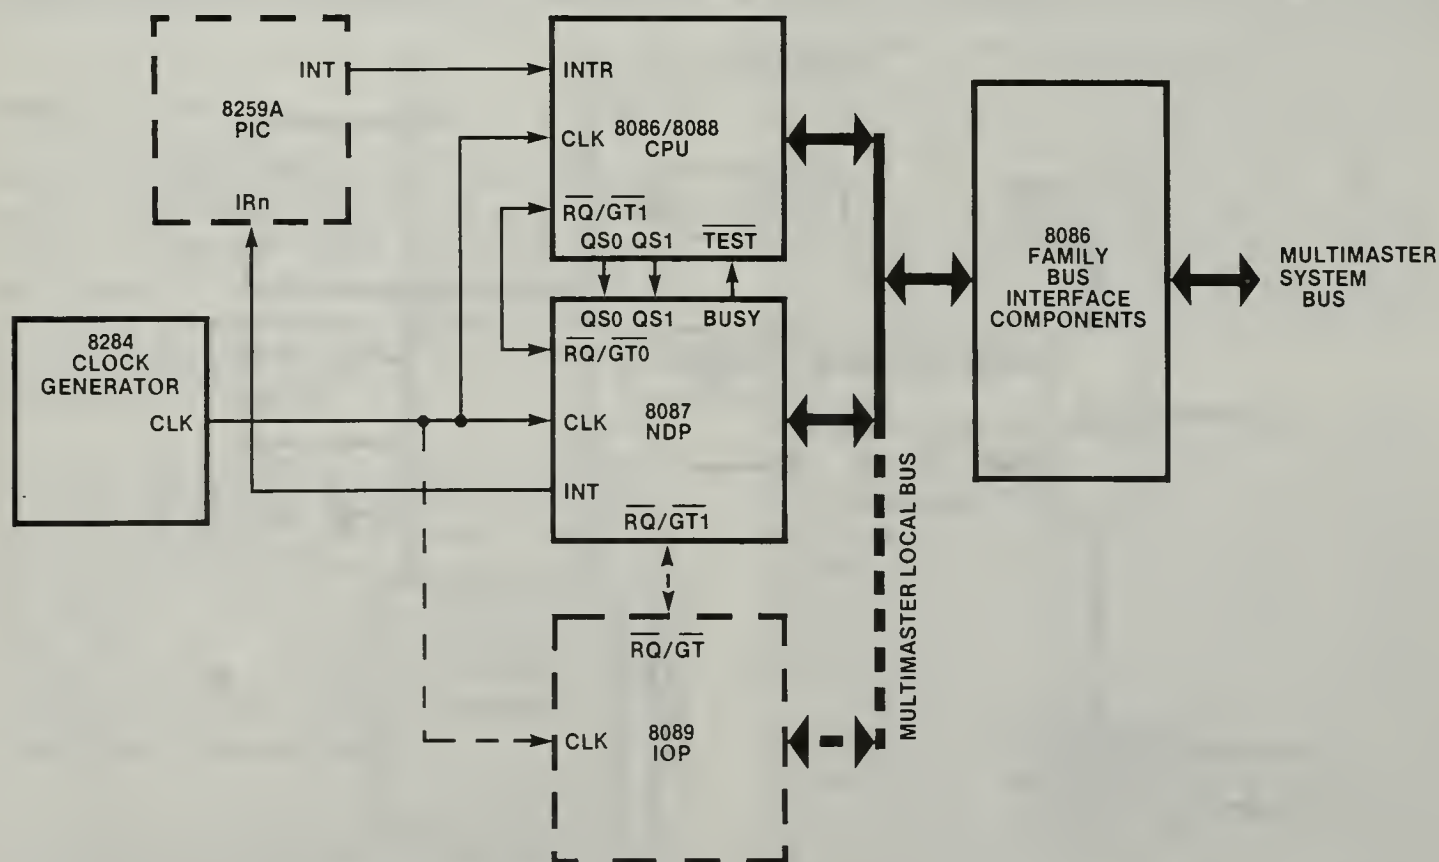 INT
8259A
PIC
IRn
INTR
CLK
8086/8088
CPU
RQ/GT1
QS0 QS1 TEST
8284
CLOCK
GENERATOR
CLK
QS0 QS1 BUSY
RQ/GT0
CLK
8087
NDP
INT
RQ/GT1
RQ/GT
CLK
8089
IOP
MULTIMASTER LOCAL BUS
8086
FAMILY
BUS
INTERFACE
COMPONENTS
MULTIMASTER
SYSTEM
BUS